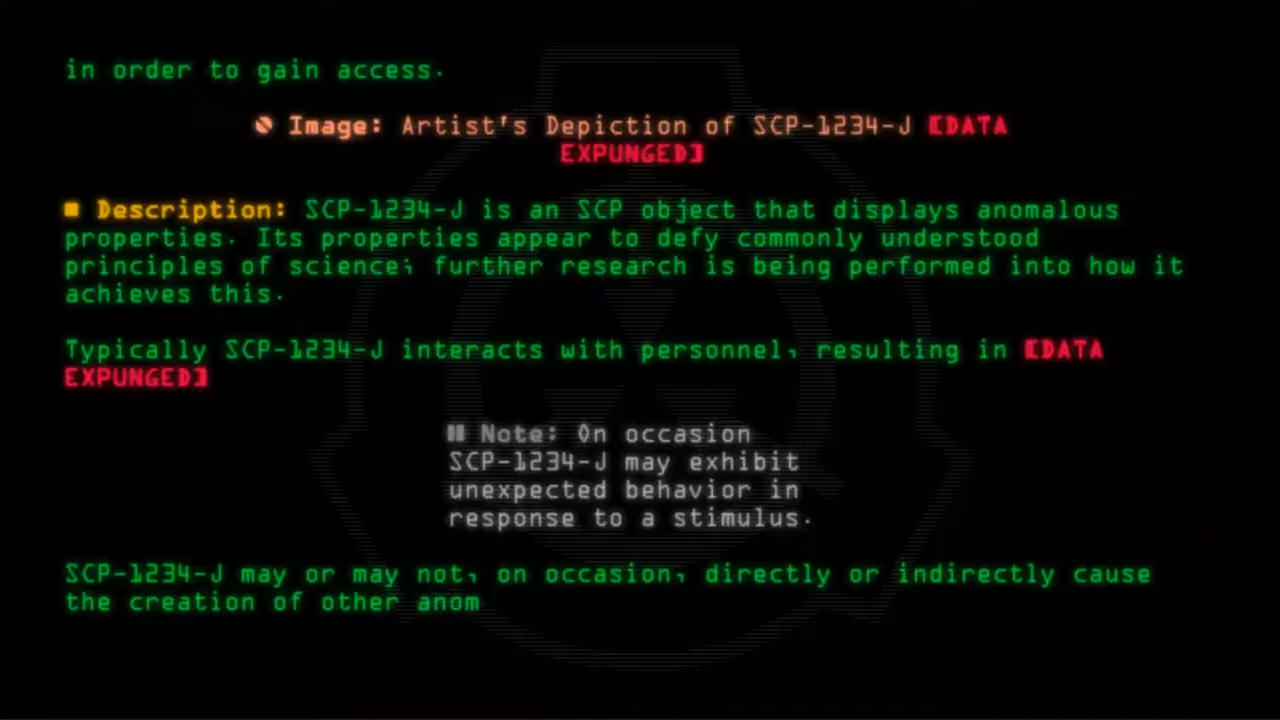 in order to gain access.
Image: Artist's Depiction of SCP-1234-J [DATA
EXPUNGED]
Description: SCP-1234-J is an SCP object that displays anomalous
properties. Its properties appear to defy commonly understood
principles of science; further research is being performed into how it
achieves this.
Typically SCP-1234-J interacts with personnel, resulting in [DATA
EXPUNGED]
Note: On occasion
SCP-1234-J may exhibit
unexpected behavior in
response to a stimulus.
SCP-1234-J may or may not, on occasion, directly or indirectly cause
the creation of other anom